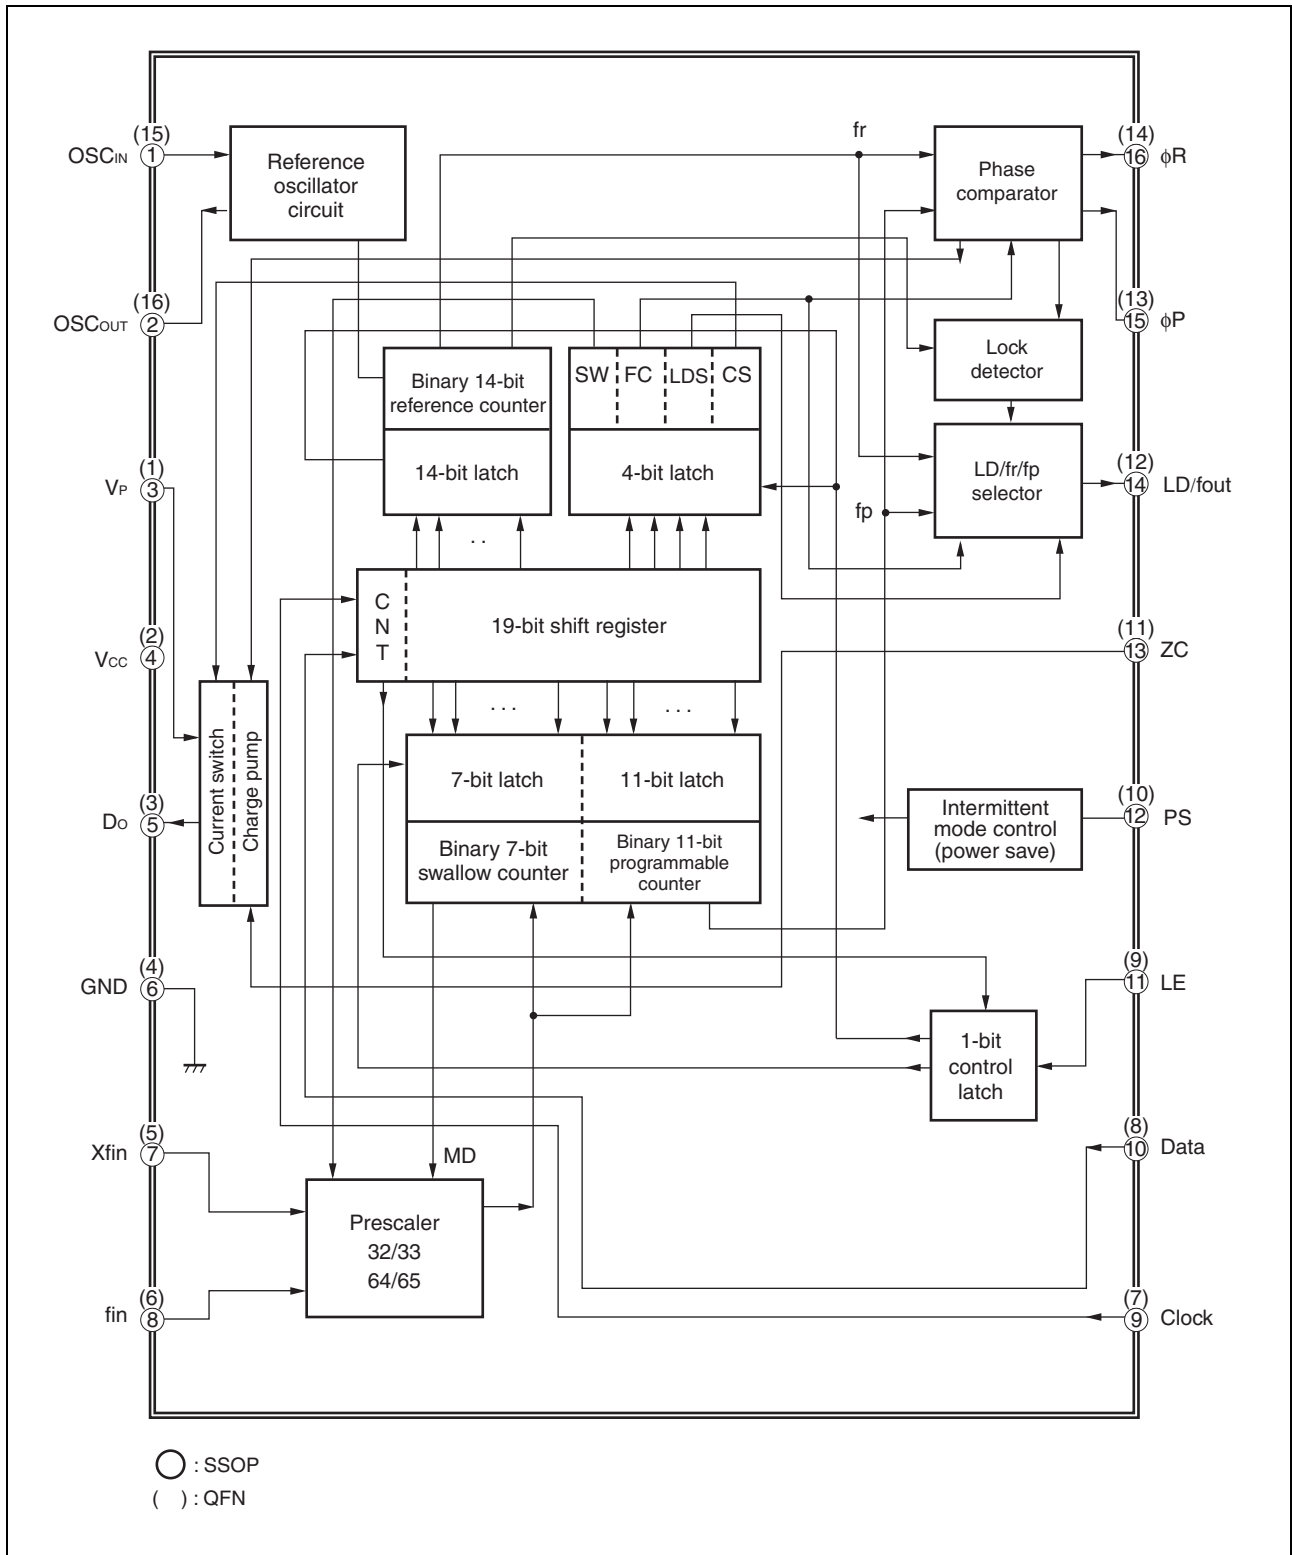 (15)
OSCIN 1
Reference
oscillator
circuit
fr
Phase
comparator
(14)
16 ϕR
(16)
OSCOUT 2
(13)
15 ϕP
Lock
detector
Binary 14-bit
reference counter
SW FC LDS CS
14-bit latch
4-bit latch
LD/fr/fp
selector
(12)
14 LD/fout
(1)
VP 3
fp
. .
C
N
T
19-bit shift register
(2)
VCC 4
(11)
13 ZC
. . .
. . .
Current switch
Charge pump
7-bit latch
11-bit latch
(3)
DO 5
Binary 7-bit
swallow counter
Binary 11-bit
programmable
counter
Intermittent
mode control
(power save)
(10)
12 PS
(4)
GND 6
(9)
11 LE
1-bit
control
latch
(5)
Xfin 7
MD
(8)
10 Data
Prescaler
32/33
64/65
(6)
fin 8
(7)
9 Clock
: SSOP
( ) : QFN